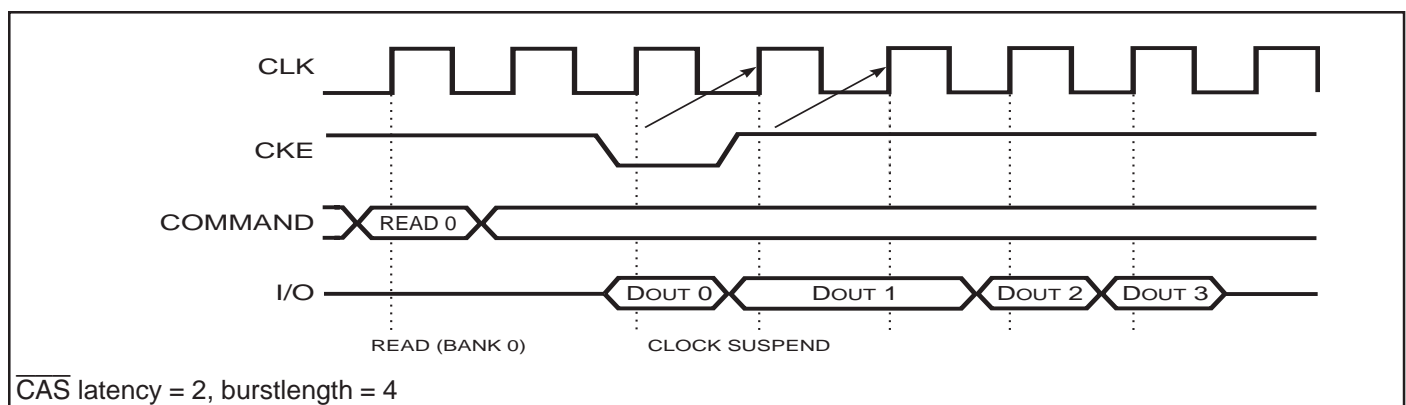 CLK
CKE
COMMAND READ 0
I/O DOUT 0 DOUT 1 DOUT 2 DOUT 3
READ (BANK 0) CLOCK SUSPEND
CAS latency = 2, burstlength = 4